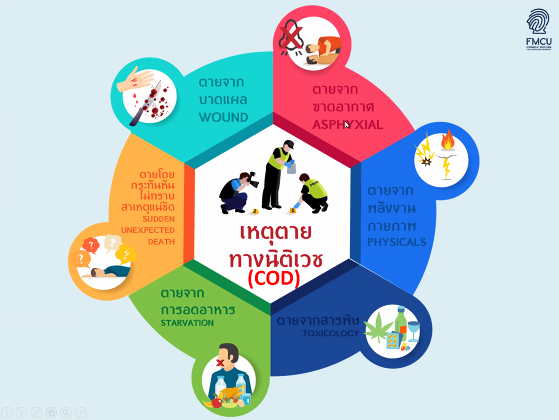 FMCU
ตายจาก
บาดแผล
WOUND
ตายจาก
ขาดอากาศ
ASPHYXIAL
ตายจาก
พลังงาน
กายภาพ
PHYSICALS
ตายจากสารพิษ
TOXICOLOGY
ตายจาก
การอดอาหาร
STARVATION
ตายโดย
กระทันหัน
ไม่ทราบ
สาเหตุแน่ชัด
SUDDEN
UNEXPECTED
DEATH
เหตุตาย
ทางนิติเวช
(COD)